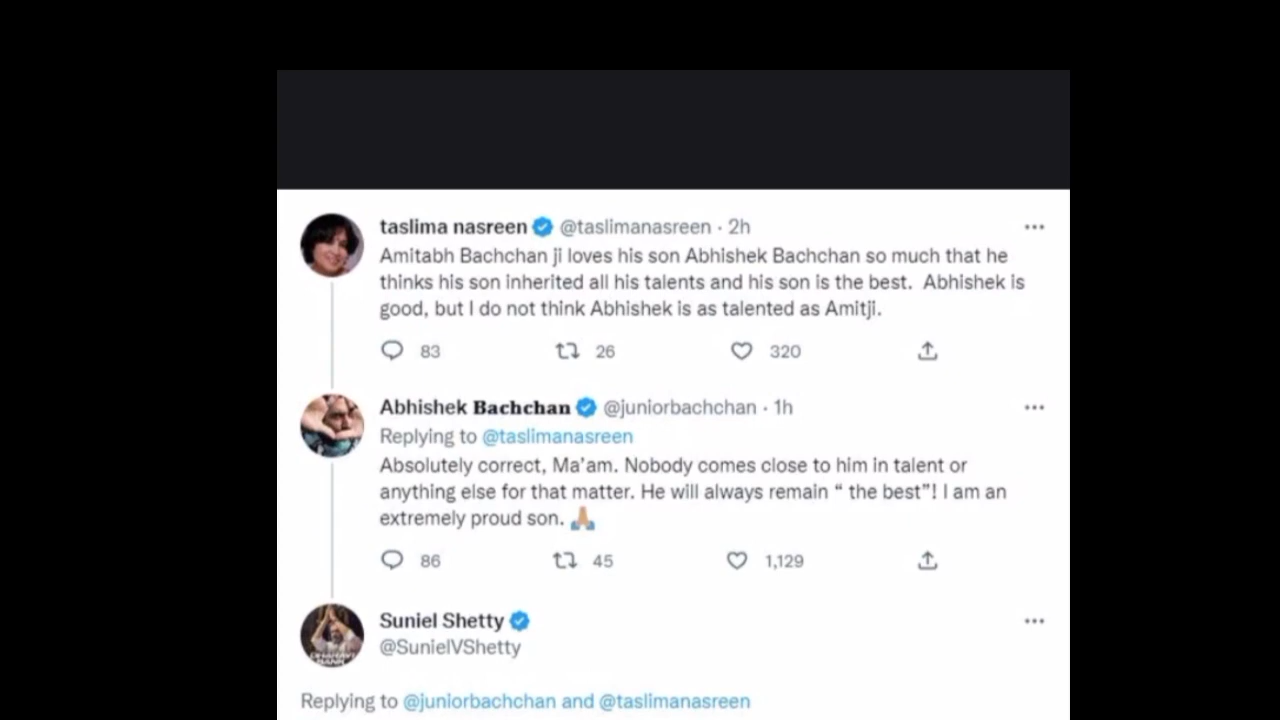 taslima nasreen @taslimanasreen · 2h
Amitabh Bachchan ji loves his son Abhishek Bachchan so much that he
thinks his son inherited all his talents and his son is the best.  Abhishek is
good, but I do not think Abhishek is as talented as Amitji.
83 26 320
Abhishek 𝐁𝐚𝐜𝐡𝐜𝐡𝐚𝐧 @juniorbachchan · 1h
Replying to @taslimanasreen
Absolutely correct, Ma’am. Nobody comes close to him in talent or
anything else for that matter. He will always remain “ the best”! I am an
extremely proud son. 🙏🏽
86 45 1,129
Suniel Shetty
@SunielVShetty
Replying to @juniorbachchan and @taslimanasreen